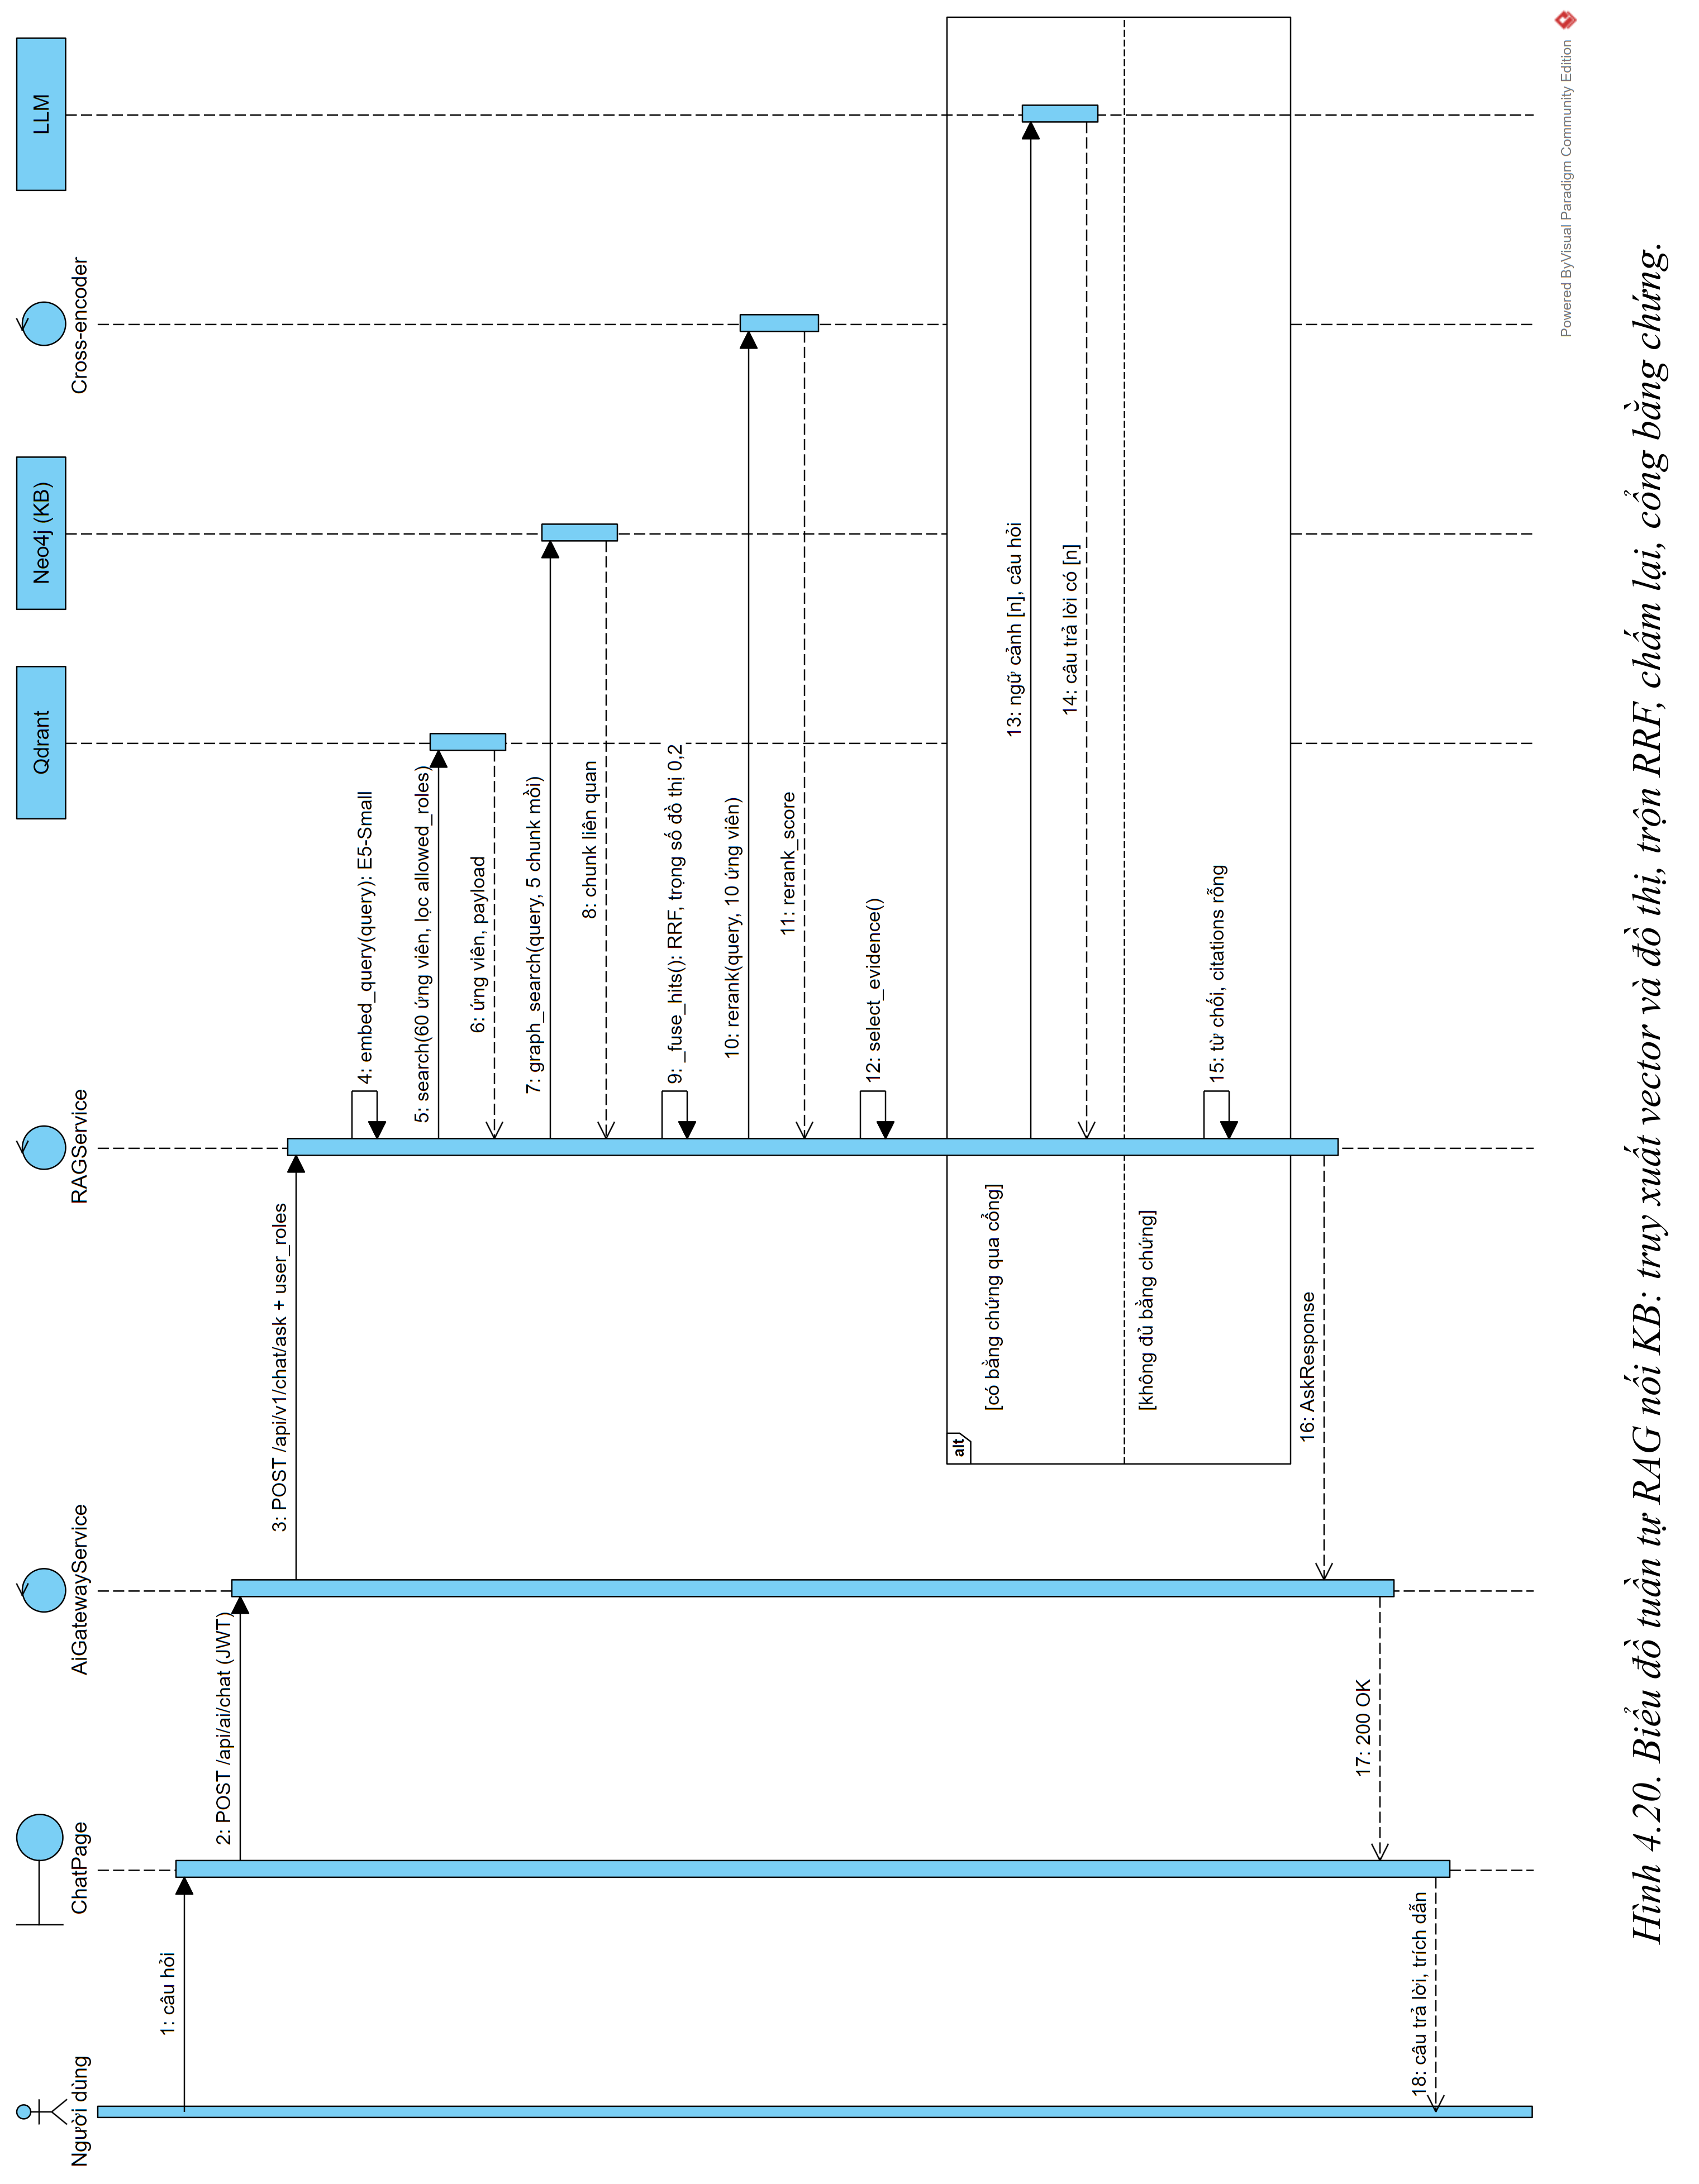 Người dùng
ChatPage
AiGatewayService
RAGService
Qdrant
Neo4j (KB)
Cross-encoder
LLM
1: câu hỏi
2: POST /api/ai/chat (JWT)
3: POST /api/v1/chat/ask + user_roles
4: embed_query(query): E5-Small
5: search(60 ứng viên, lọc allowed_roles)
6: ứng viên, payload
7: graph_search(query, 5 chunk mồi)
8: chunk liên quan
9: _fuse_hits(): RRF, trọng số đồ thị 0,2
10: rerank(query, 10 ứng viên)
11: rerank_score
12: select_evidence()
alt
[có bằng chứng qua cổng]
13: ngữ cảnh [n], câu hỏi
14: câu trả lời có [n]
[không đủ bằng chứng]
15: từ chối, citations rỗng
16: AskResponse
17: 200 OK
18: câu trả lời, trích dẫn
Powered ByVisual Paradigm Community Edition
Hình 4.20. Biểu đồ tuần tự RAG nối KB: truy xuất vector và đồ thị, trộn RRF, chấm lại, cổng bằng chứng.